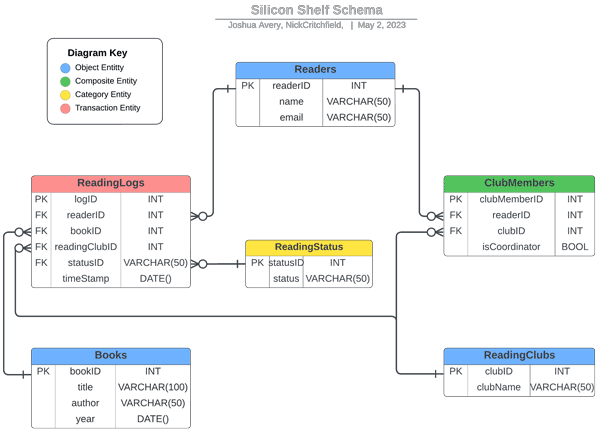 Silicon Shelf Schema
Joshua Avery, NickCritchfield, | May 2, 2023
Diagram Key
Object Entitty
Composite Entity
Category Entity
Transaction Entity
Readers
PK readerID INT
name VARCHAR(50)
email VARCHAR(50)
ReadingLogs
PK logID INT
FK readerID INT
FK bookID INT
FK readingClubID INT
FK statusID VARCHAR(50)
timeStamp DATE()
ClubMembers
PK clubMemberID INT
FK readerID INT
FK clubID INT
isCoordinator BOOL
ReadingStatus
PK statusID INT
status VARCHAR(50)
Books
PK bookID INT
title VARCHAR(100)
author VARCHAR(50)
year DATE()
ReadingClubs
PK clubID INT
clubName VARCHAR(50)